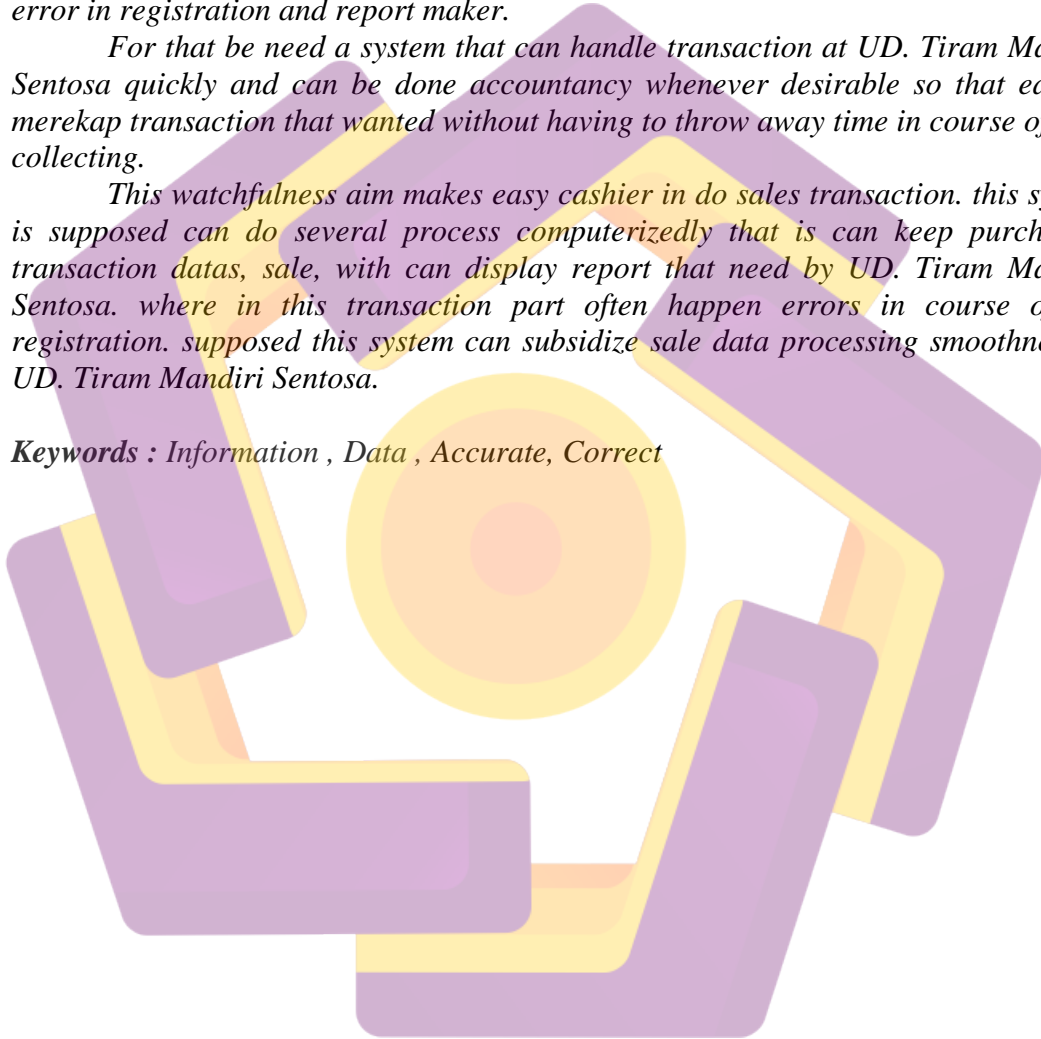 error in registration and report maker.
For that be need a system that can handle transaction at UD. Tiram
Sentosa quickly and can be done accountancy whenever desirable so that
merekap transaction that wanted without having to throw away time in course
collecting.
This watchfulness aim makes easy cashier in do sales transaction. this
is supposed can do several process computerizedly that is can keep
transaction datas, sale, with can display report that need by UD. Tiram
Sentosa. where in this transaction part often happen errors in course
registration. supposed this system can subsidize sale data processing
UD. Tiram Mandiri Sentosa.
Keywords : Information , Data , Accurate, Correct